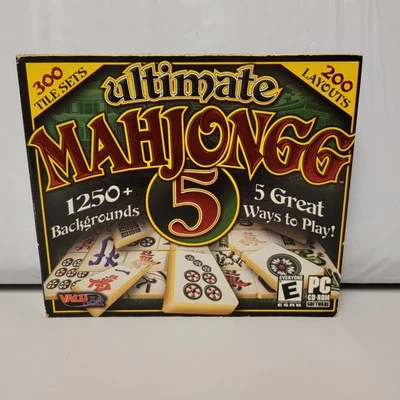 300
TILE SETS
200
LAYOUTS
ultimate
MAHJONGG
5
1250+
Backgrounds
5 Great
Ways to Play!
EVERYONE
E
ESRB
PC
CD-ROM
SOFTWARE
VALU